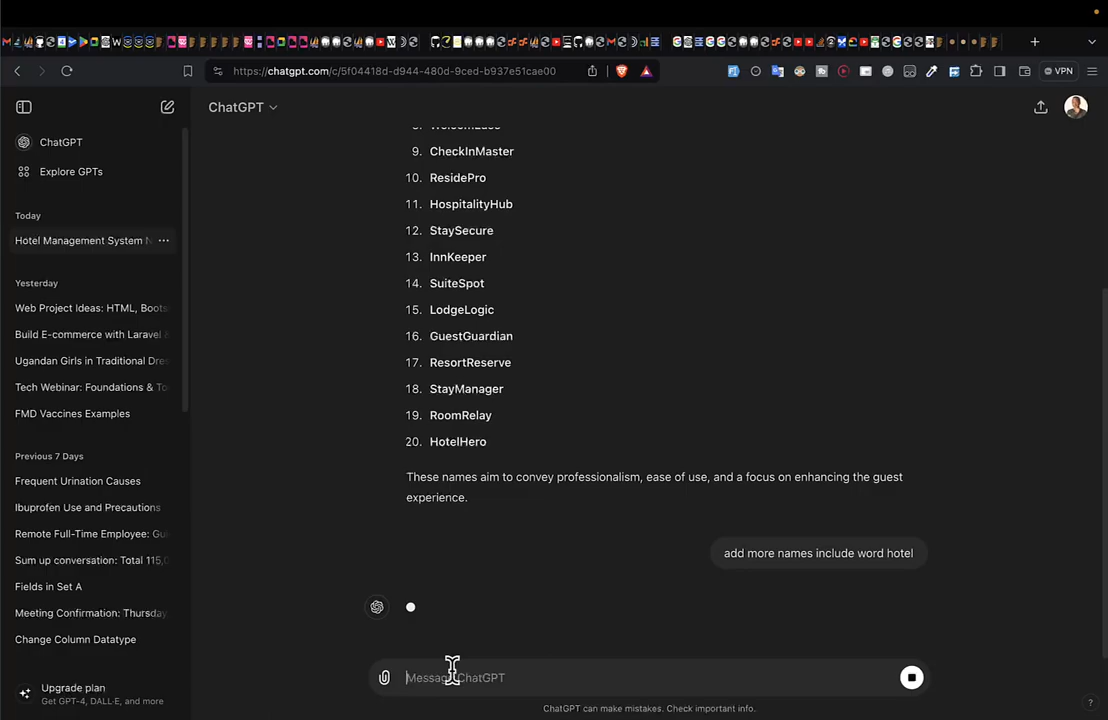 https://chatgpt.com/c/5f04418d-d944-480d-9ced-b937e51cae00
VPN
ChatGPT
ChatGPT
Explore GPTs
Today
Hotel Management System N
Yesterday
Web Project Ideas: HTML, Boots
Build E-commerce with Laravel &
Ugandan Girls in Traditional Dre
Tech Webinar: Foundations & To
FMD Vaccines Examples
Previous 7 Days
Frequent Urination Causes
Ibuprofen Use and Precautions
Remote Full-Time Employee: Gu
Sum up conversation: Total 115,
Fields in Set A
Meeting Confirmation: Thursday
Change Column Datatype
Upgrade plan
Get GPT-4, DALL·E, and more
9. CheckInMaster
10. ResidePro
11. HospitalityHub
12. StaySecure
13. InnKeeper
14. SuiteSpot
15. LodgeLogic
16. GuestGuardian
17. ResortReserve
18. StayManager
19. RoomRelay
20. HotelHero
These names aim to convey professionalism, ease of use, and a focus on enhancing the guest
experience.
add more names include word hotel
Message ChatGPT
ChatGPT can make mistakes. Check important info.
?